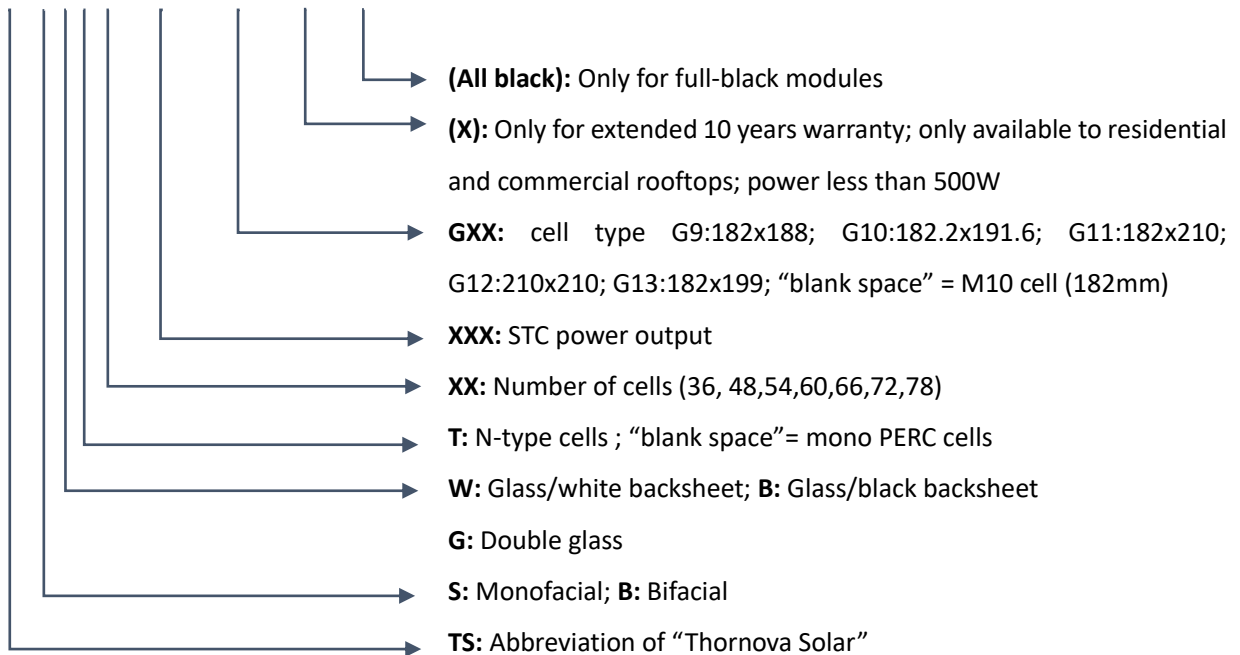 (All black): Only for full-black modules
(X): Only for extended 10 years warranty; only available to residential
and commercial rooftops; power less than 500W
GXX: cell type G9:182x188; G10:182.2x191.6; G11:182x210;
G12:210x210; G13:182x199; “blank space” = M10 cell (182mm)
XXX: STC power output
XX: Number of cells (36, 48,54,60,66,72,78)
T: N-type cells ; “blank space”= mono PERC cells
W: Glass/white backsheet; B: Glass/black backsheet
G: Double glass
S: Monofacial; B: Bifacial
TS: Abbreviation of “Thornova Solar”